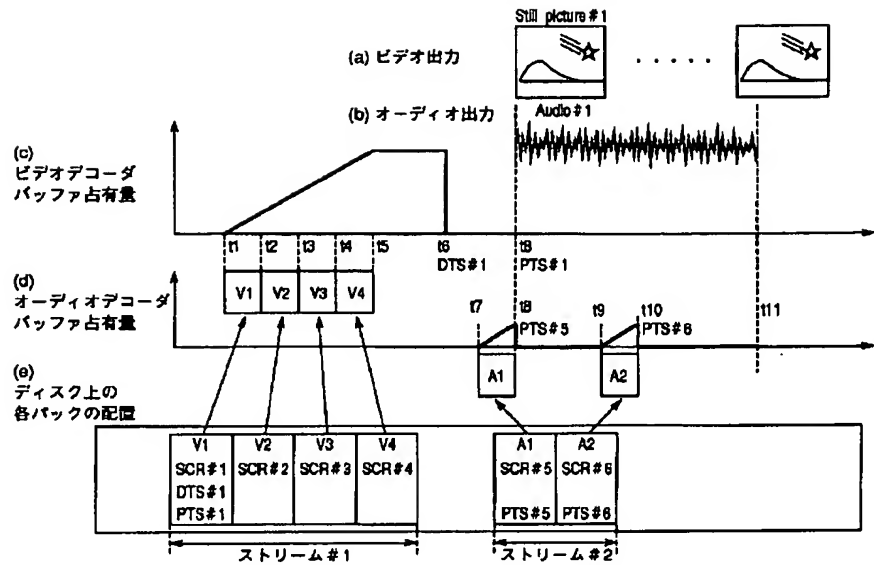 Still picture#1
(a) ビデオ出力
(b) オーディオ出力
Audio#1
(c)
ビデオデコーダ
バッファ占有量
t1 t2 t3 t4 t5 t6 t8
DTS#1 PTS#1
V1 V2 V3 V4
(d)
オーディオデコーダ
バッファ占有量
t7 t8 t9 t10 t11
PTS#5 PTS#6
A1 A2
(e)
ディスク上の
各パックの配置
V1 V2 V3 V4 A1 A2
SCR#1 SCR#2 SCR#3 SCR#4 SCR#5 SCR#6
DTS#1
PTS#1 PTS#5 PTS#6
ストリーム#1 ストリーム#2